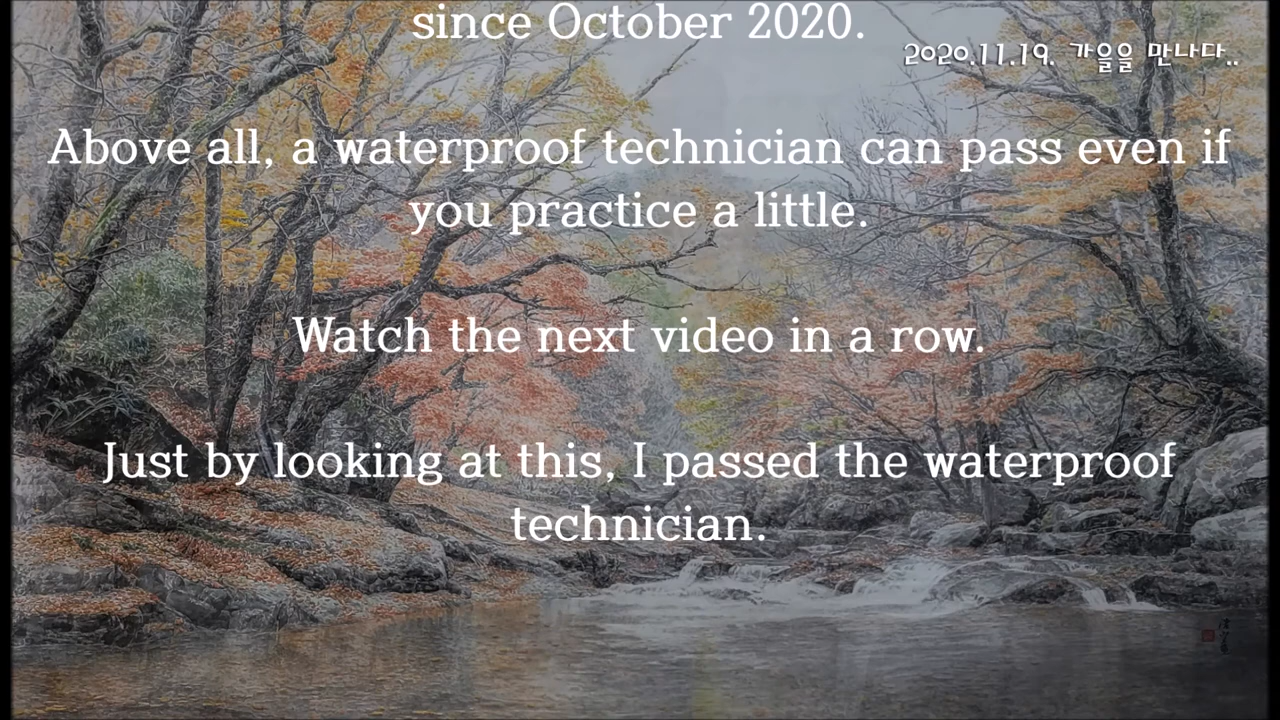 since October 2020.
2020.11.19. 가을을 만나다..
Above all, a waterproof technician can pass even if
you practice a little.
Watch the next video in a row.
Just by looking at this, I passed the waterproof
technician.